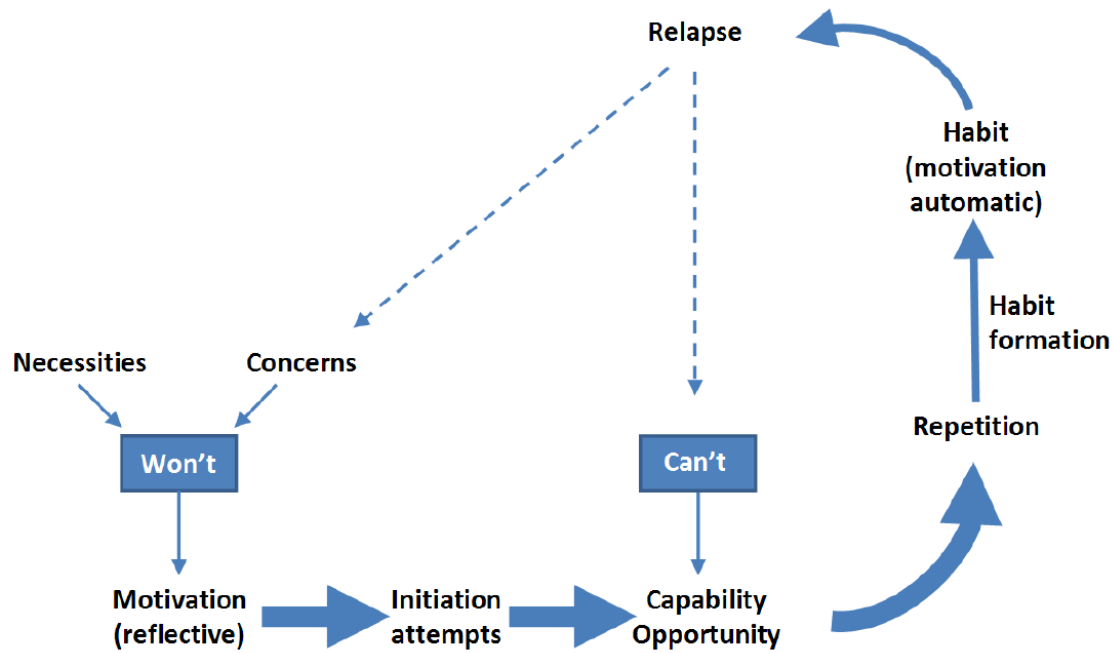 Relapse
Habit
(motivation
automatic)
Habit
formation
Necessities
Concerns
Repetition
Won't
Can't
Motivation
(reflective)
Initiation
attempts
Capability
Opportunity